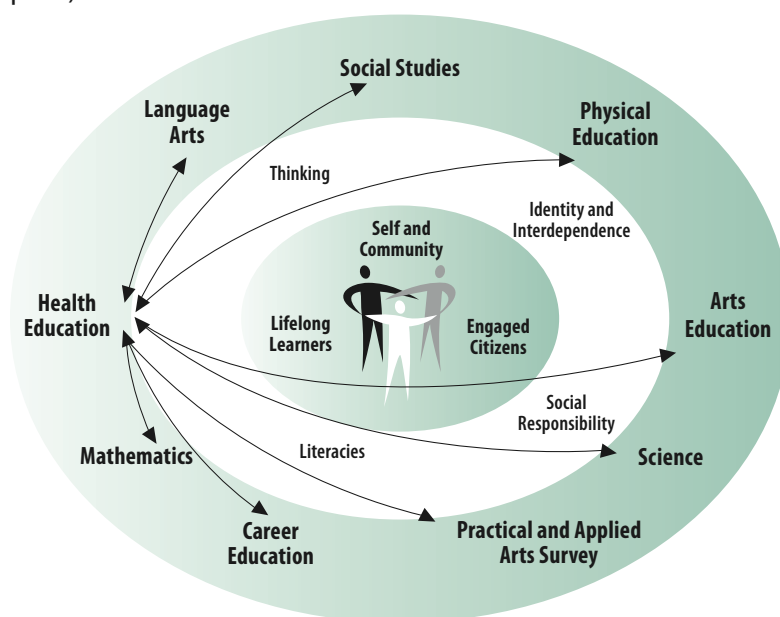 Social Studies
Language
Arts
Physical
Education
Thinking
Identity and
Interdependence
Self and
Community
Health
Education
Lifelong
Learners
Engaged
Citizens
Arts
Education
Social
Responsibility
Literacies
Mathematics
Science
Career
Education
Practical and Applied
Arts Survey